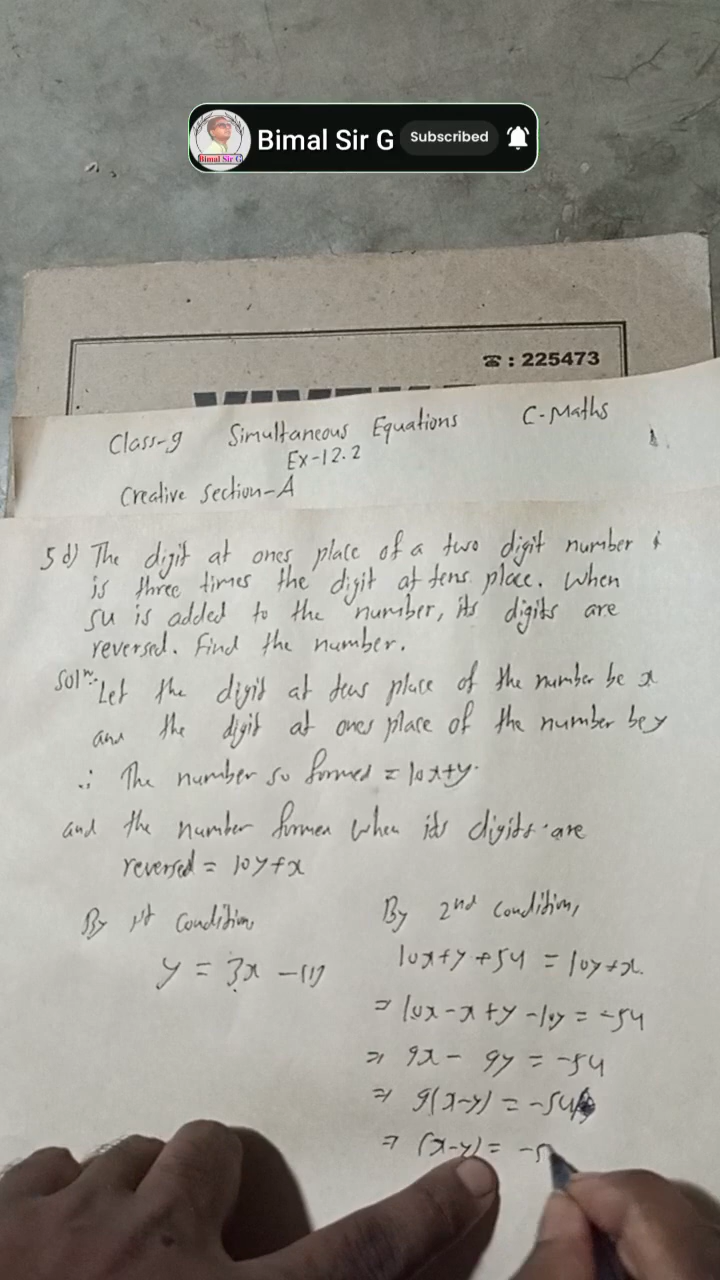 Bimal Sir G Subscribed
Bimal Sir G
☎ : 225473
Class-9 Simultaneous Equations C-Maths
Ex-12.2
Creative Section-A
5 d) The digit at ones place of a two digit number
is three times the digit at tens place. When
54 is added to the number, its digits are
reversed. Find the number.
Solⁿ:- Let the digit at tens place of the number be x
and the digit at ones place of the number be y
∴ The number so formed = 10x+y.
and the number formed when its digits are
reversed = 10y+x
By 1st condition,
y = 3x -(i)
By 2nd condition,
10x+y+54 = 10y+x.
⇒ 10x-x+y-10y = -54
⇒ 9x - 9y = -54
⇒ 9(x-y) = -54
⇒ (x-y) = -5